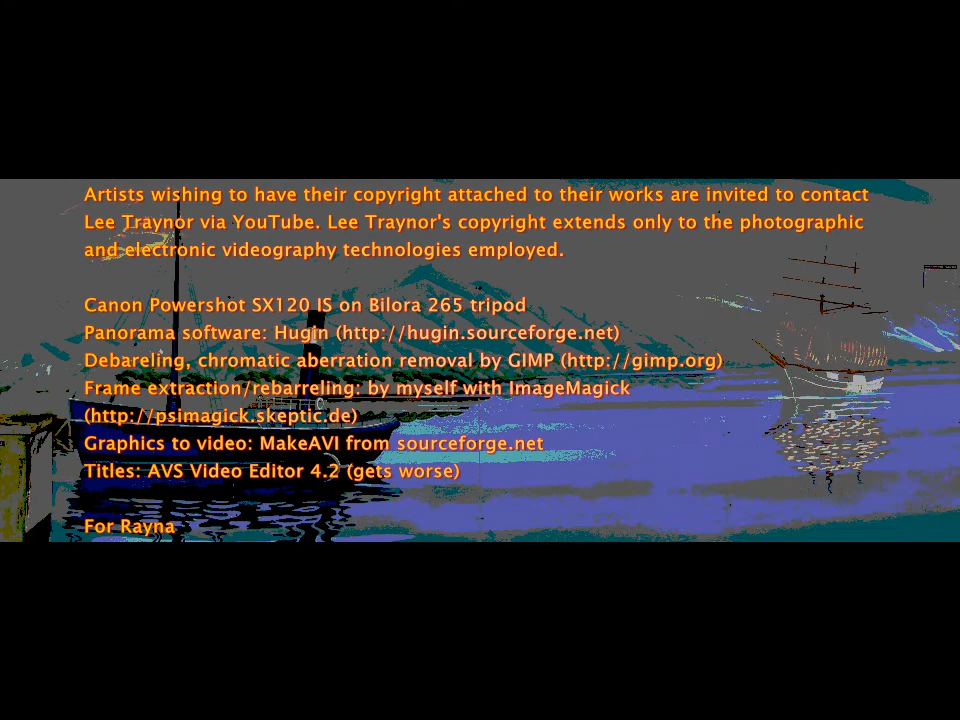 Artists wishing to have their copyright attached to their works are invited to contact
Lee Traynor via YouTube. Lee Traynor's copyright extends only to the photographic
and electronic videography technologies employed.
Canon Powershot SX120 IS on Bilora 265 tripod
Panorama software: Hugin (http://hugin.sourceforge.net)
Debareling, chromatic aberration removal by GIMP (http://gimp.org)
Frame extraction/rebarreling: by myself with ImageMagick
(http://psimagick.skeptic.de)
Graphics to video: MakeAVI from sourceforge.net
Titles: AVS Video Editor 4.2 (gets worse)
For Rayna